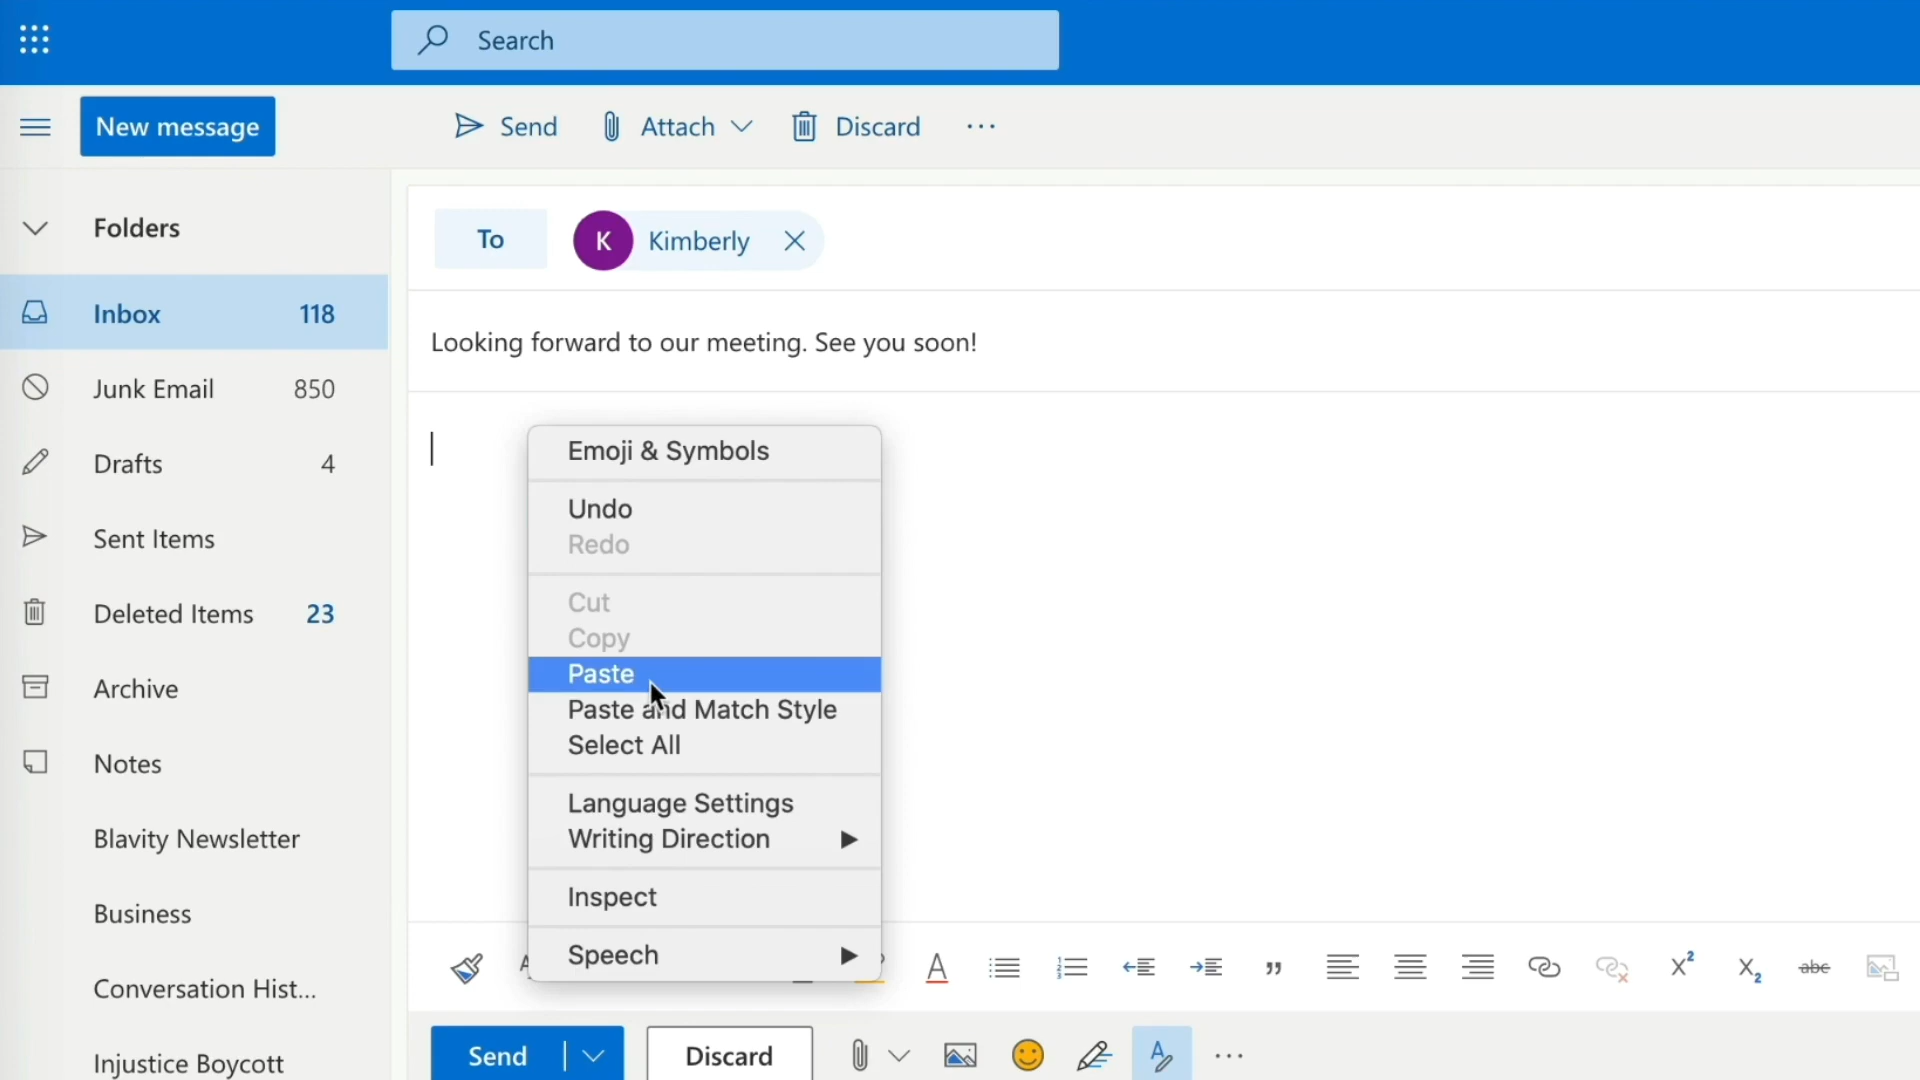 Search
New message
Send
Attach
Discard
Folders
To
K
Kimberly
Inbox 118
Looking forward to our meeting. See you soon!
Junk Email 850
Drafts 4
Sent Items
Deleted Items 23
Archive
Notes
Blavity Newsletter
Business
Conversation Hist...
Injustice Boycott
Emoji & Symbols
Undo
Redo
Cut
Copy
Paste
Paste and Match Style
Select All
Language Settings
Writing Direction
Inspect
Speech
A
X²
X₂
abc
Send
Discard